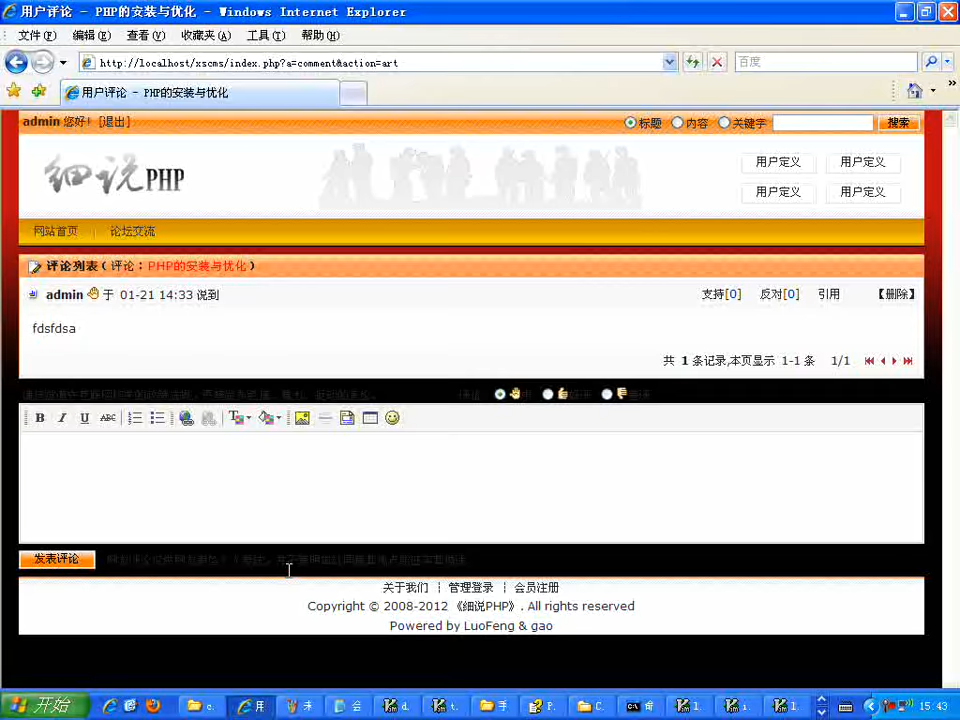 用户评论 - PHP的安装与优化 - Windows Internet Explorer
文件(F) 编辑(E) 查看(V) 收藏夹(A) 工具(T) 帮助(H)
http://localhost/xscms/index.php?a=comment&action=art 百度
用户评论 - PHP的安装与优化
admin 您好! [退出] 标题 内容 关键字 搜索
细说PHP
用户定义 用户定义
用户定义 用户定义
网站首页 | 论坛交流
评论列表 ( 评论：PHP的安装与优化 )
admin 于 01-21 14:33 说到 支持[0] 反对[0] 引用 【删除】
fdsfdsa
共 1 条记录,本页显示 1-1 条 1/1
B I U ABC
发表评论
关于我们 ¦ 管理登录 ¦ 会员注册
Copyright © 2008-2012 《细说PHP》. All rights reserved
Powered by LuoFeng & gao
开始 15:43